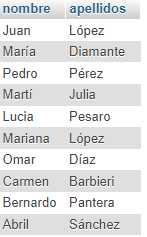 nombre apellidos
Juan López
María Diamante
Pedro Pérez
Martí Julia
Lucia Pesaro
Mariana López
Omar Díaz
Carmen Barbieri
Bernardo Pantera
Abril Sánchez